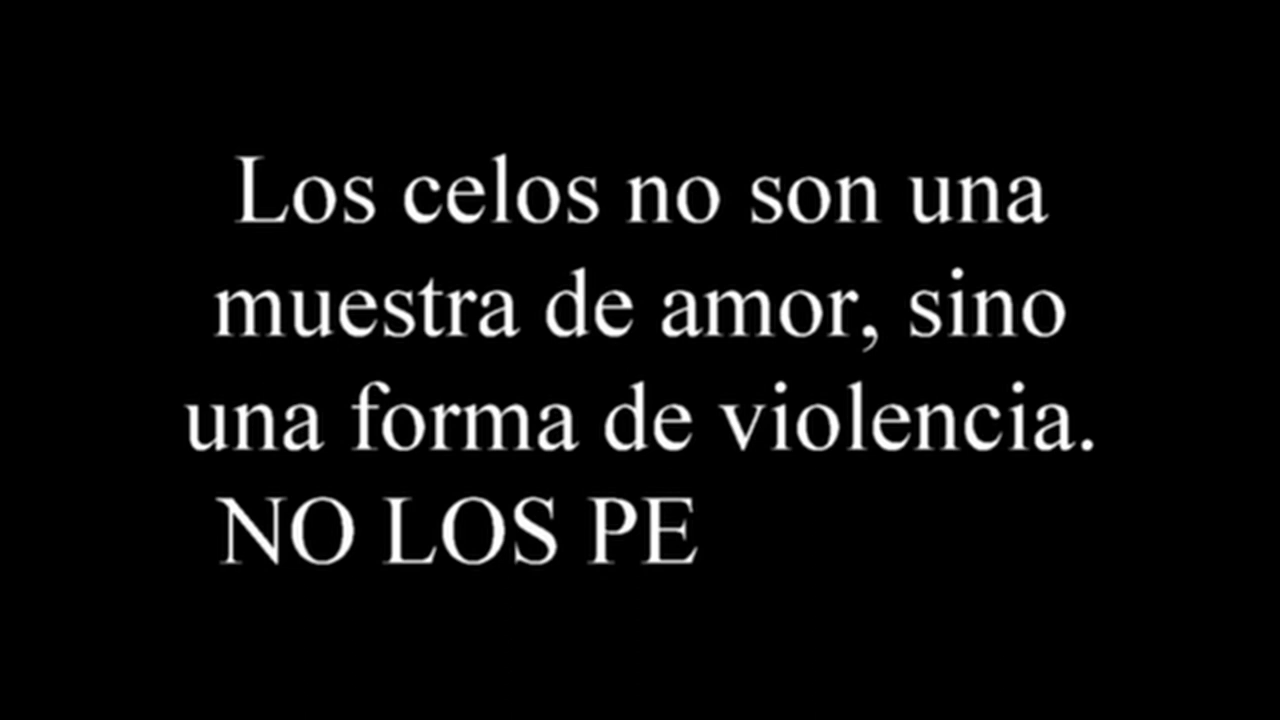 Los celos no son una
muestra de amor, sino
una forma de violencia.
NO LOS PE